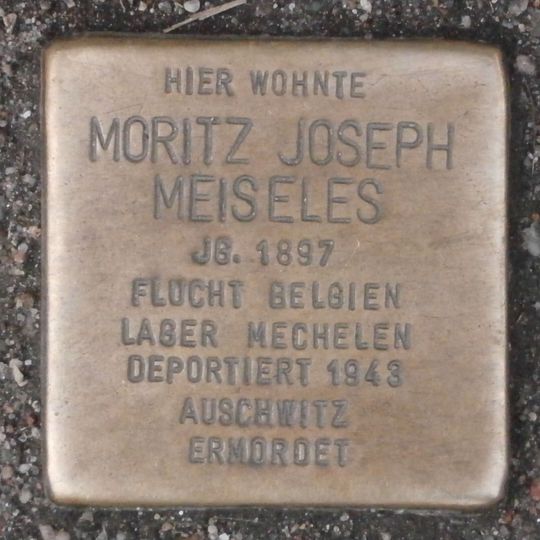 HIER WOHNTE
MORITZ JOSEPH
MEISELES
JG. 1897
FLUCHT BELGIEN
LAGER MECHELEN
DEPORTIERT 1943
AUSCHWITZ
ERMORDET